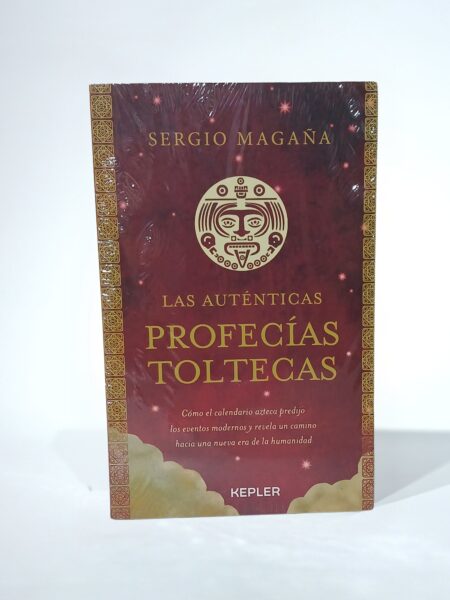 SERGIO MAGAÑA
LAS AUTÉNTICAS
PROFECÍAS
TOLTECAS
Cómo el calendario azteca predijo
los eventos modernos y revela un camino
hacia una nueva era de la humanidad
KEPLER